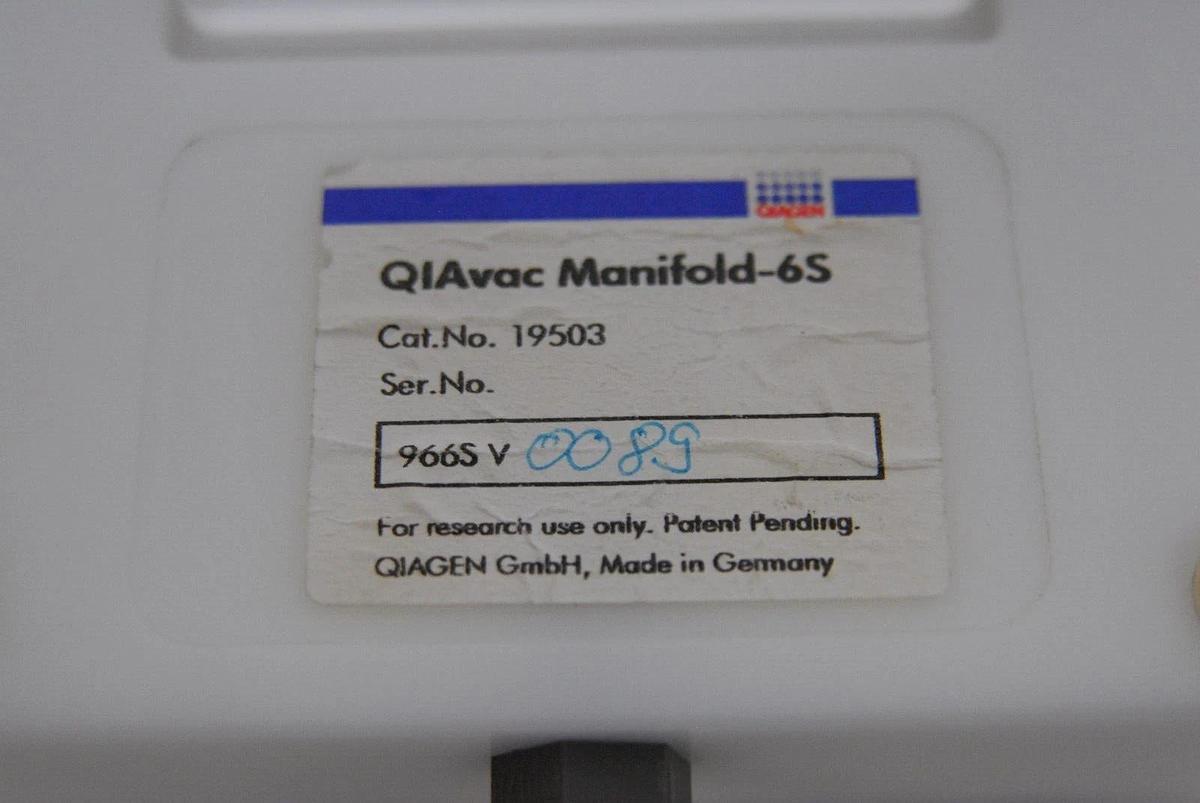 QIAGEN
QIAvac Manifold-6S
Cat.No. 19503
Ser.No.
966S V 0089
For research use only. Patent Pending.
QIAGEN GmbH, Made in Germany